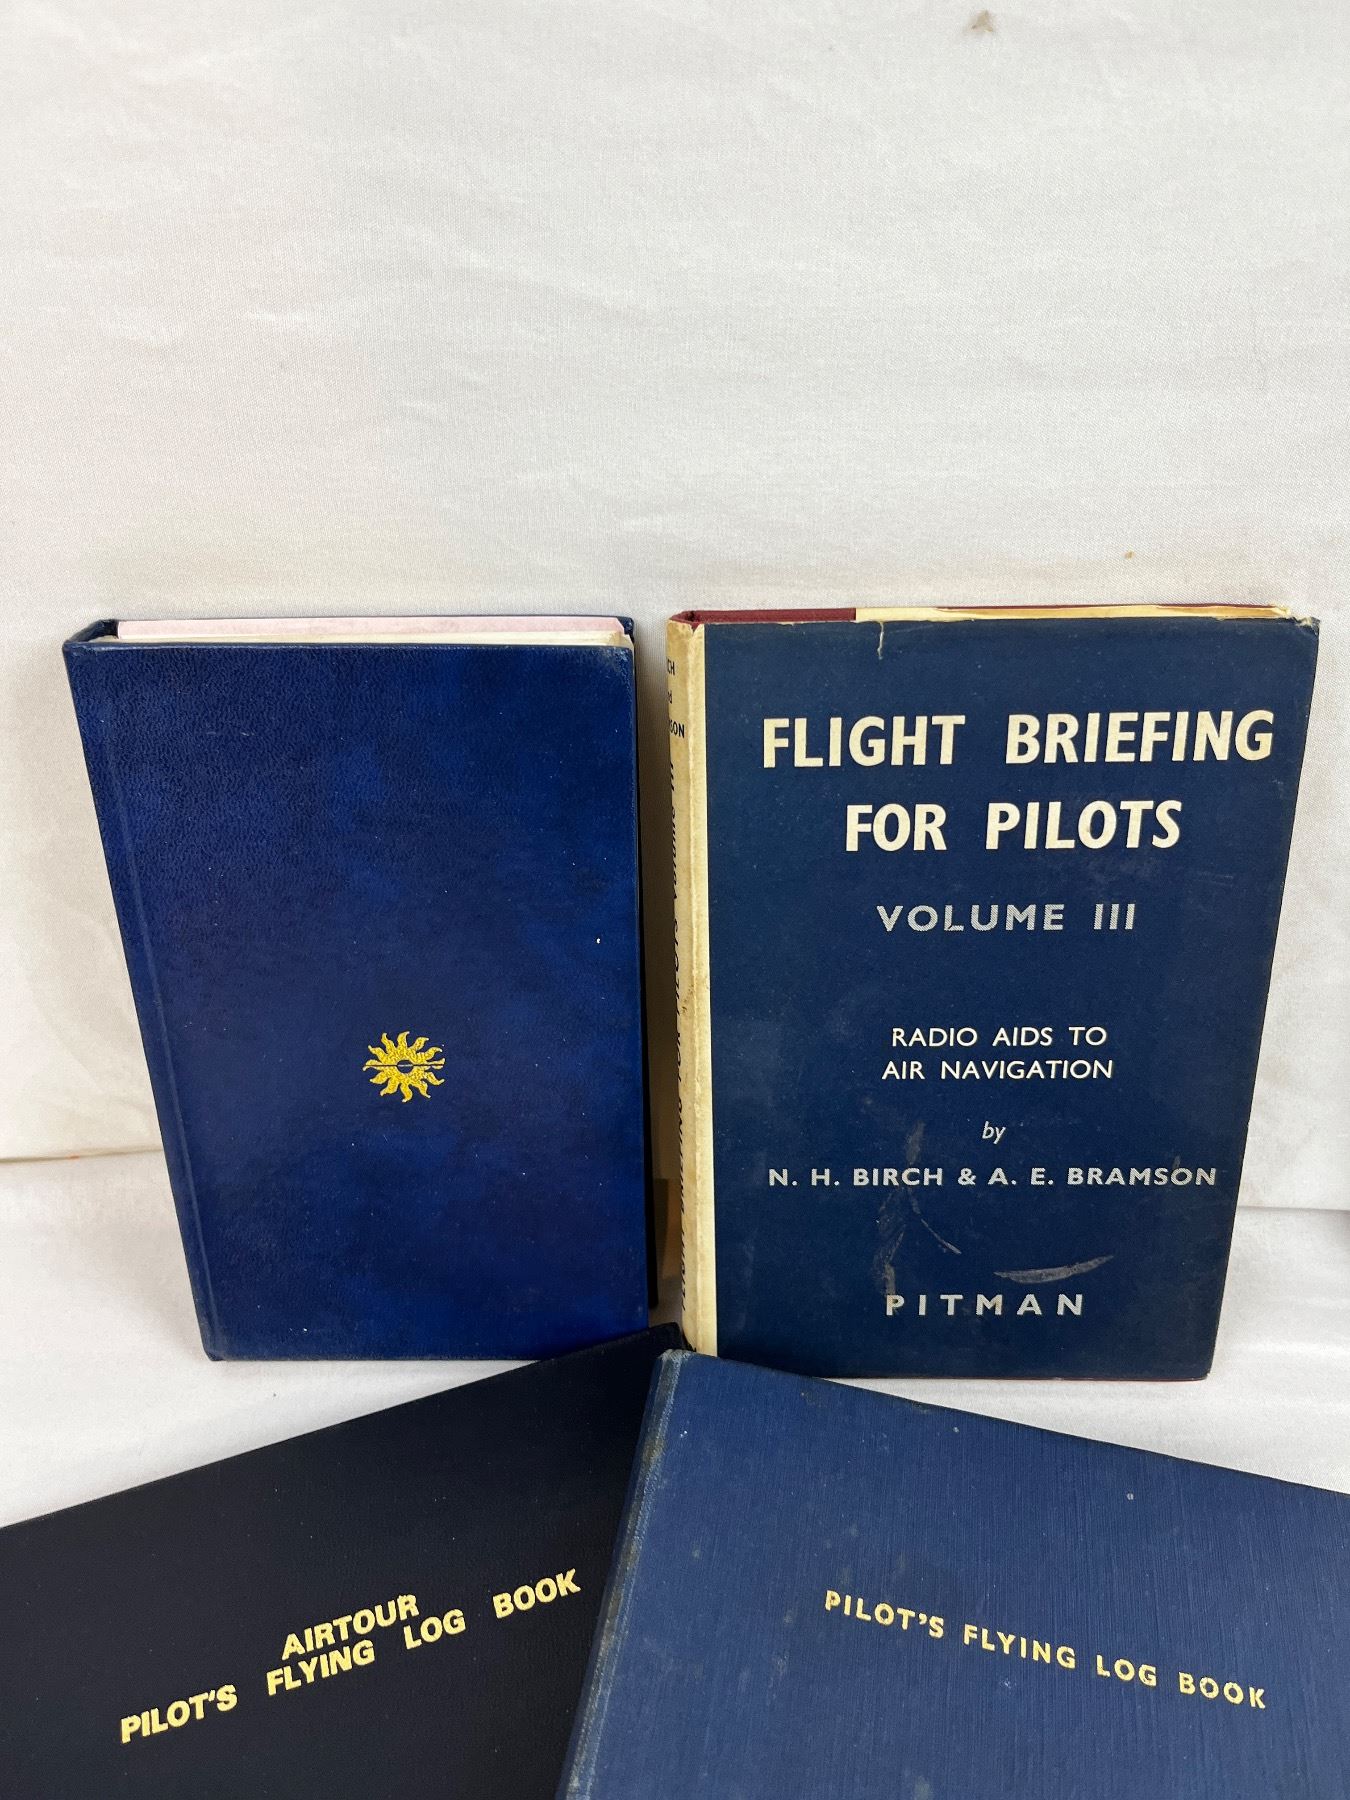 FLIGHT BRIEFING
FOR PILOTS
VOLUME III
RADIO AIDS TO
AIR NAVIGATION
by
N. H. BIRCH & A. E. BRAMSON
PITMAN
AIRTOUR
PILOT'S FLYING LOG BOOK
PILOT'S FLYING LOG BOOK